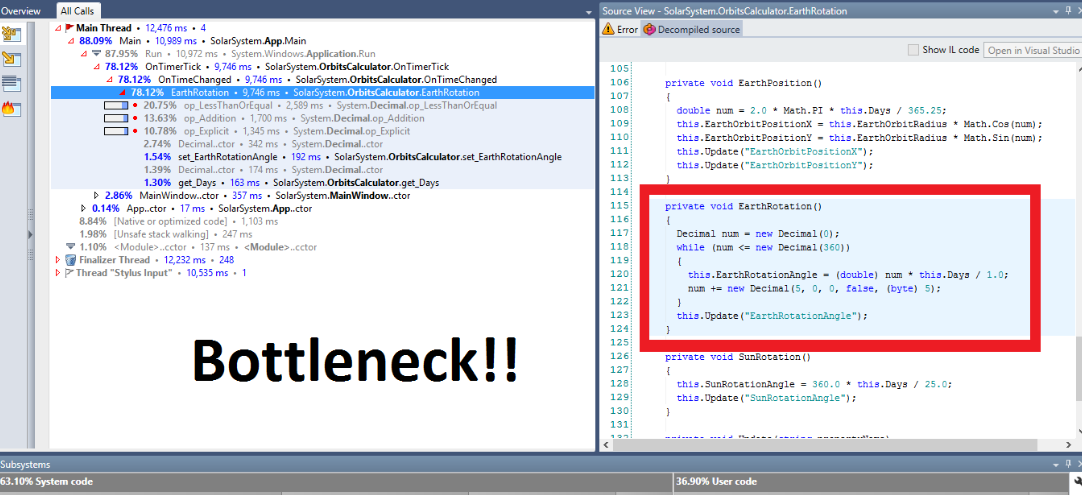 Overview
All Calls
Main Thread • 12,476 ms • 4
88.09% Main • 10,989 ms • SolarSystem.App.Main
87.95% Run • 10,972 ms • System.Windows.Application.Run
78.12% OnTimerTick • 9,746 ms • SolarSystem.OrbitsCalculator.OnTimerTick
78.12% OnTimeChanged • 9,746 ms • SolarSystem.OrbitsCalculator.OnTimeChanged
78.12% EarthRotation • 9,746 ms • SolarSystem.OrbitsCalculator.EarthRotation
20.75% op_LessThanOrEqual • 2,589 ms • System.Decimal.op_LessThanOrEqual
13.63% op_Addition • 1,700 ms • System.Decimal.op_Addition
10.78% op_Explicit • 1,345 ms • System.Decimal.op_Explicit
2.74% Decimal..ctor • 342 ms • System.Decimal..ctor
1.54% set_EarthRotationAngle • 192 ms • SolarSystem.OrbitsCalculator.set_EarthRotationAngle
1.39% Decimal..ctor • 174 ms • System.Decimal..ctor
1.30% get_Days • 163 ms • SolarSystem.OrbitsCalculator.get_Days
2.86% MainWindow..ctor • 357 ms • SolarSystem.MainWindow..ctor
0.14% App..ctor • 17 ms • SolarSystem.App..ctor
8.84% [Native or optimized code] • 1,103 ms
1.98% [Unsafe stack walking] • 247 ms
1.10% <Module>..cctor • 137 ms • <Module>..cctor
Finalizer Thread • 12,232 ms • 248
Thread "Stylus Input" • 10,535 ms • 1
Bottleneck!!
Source View - SolarSystem.OrbitsCalculator.EarthRotation
Error Decompiled source
Show IL code Open in Visual Studio
105
106 private void EarthPosition()
107 {
108 double num = 2.0 * Math.PI * this.Days / 365.25;
109 this.EarthOrbitPositionX = this.EarthOrbitRadius * Math.Cos(num);
110 this.EarthOrbitPositionY = this.EarthOrbitRadius * Math.Sin(num);
111 this.Update("EarthOrbitPositionX");
112 this.Update("EarthOrbitPositionY");
113 }
114
115 private void EarthRotation()
116 {
117 Decimal num = new Decimal(0);
118 while (num <= new Decimal(360))
119 {
120 this.EarthRotationAngle = (double) num * this.Days / 1.0;
121 num += new Decimal(5, 0, 0, false, (byte) 5);
122 }
123 this.Update("EarthRotationAngle");
124 }
125
126 private void SunRotation()
127 {
128 this.SunRotationAngle = 360.0 * this.Days / 25.0;
129 this.Update("SunRotationAngle");
130 }
131
132 private void Update(string propertyName)
Subsystems
63.10% System code
36.90% User code